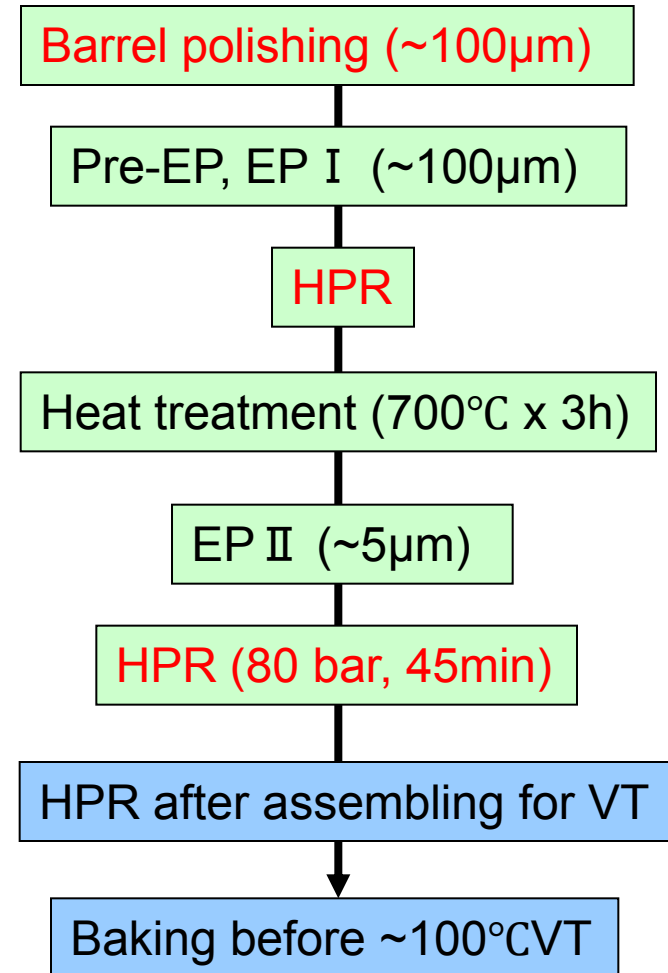 Barrel polishing (~100µm)
Pre-EP, EP Ⅰ (~100µm)
HPR
Heat treatment (700℃ x 3h)
EP Ⅱ (~5µm)
HPR (80 bar, 45min)
HPR after assembling for VT
Baking before ~100℃VT